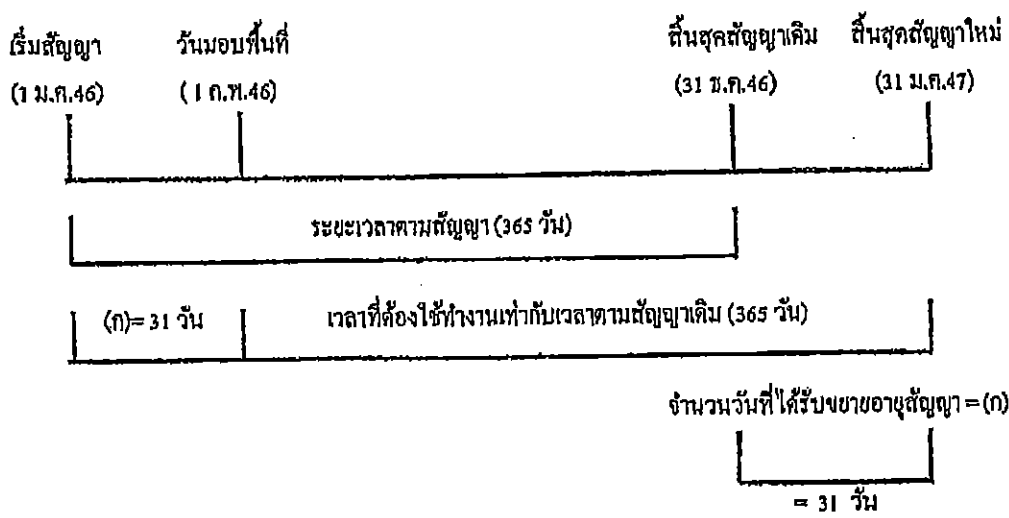 เริ่มสัญญา วันมอบพื้นที่ สิ้นสุดสัญญาเดิม สิ้นสุดสัญญาใหม่
(1 ม.ค.46) (1 ก.พ.46) (31 ธ.ค.46) (31 ม.ค.47)
ระยะเวลาตามสัญญา (365 วัน)
(ก)= 31 วัน เวลาที่ต้องใช้ทำงานเท่ากับเวลาตามสัญญาเดิม (365 วัน)
จำนวนวันที่ได้รับขยายอายุสัญญา = (ก)
= 31 วัน